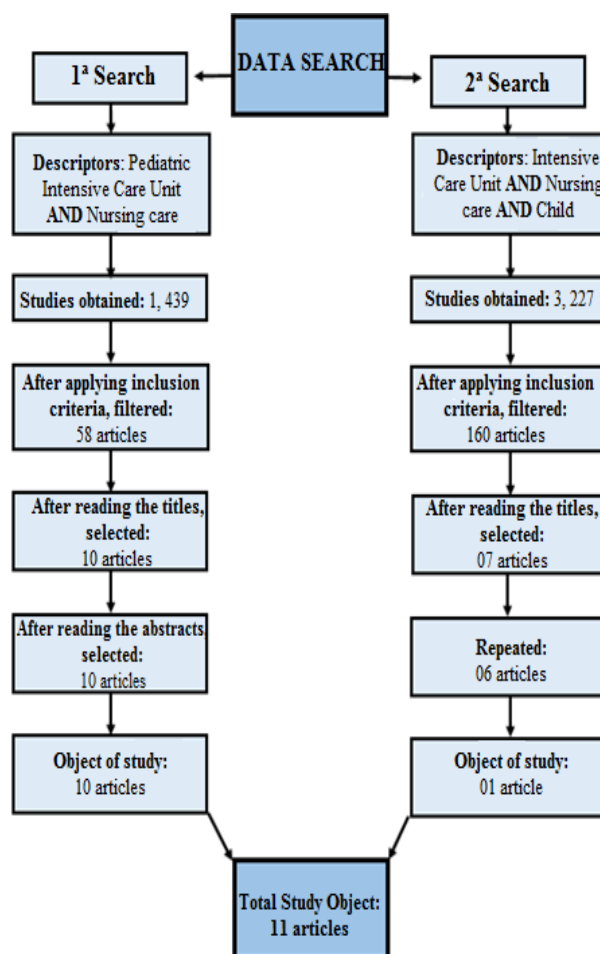 DATA SEARCH
1ª Search
Descriptors: Pediatric
Intensive Care Unit
AND Nursing care
Studies obtained: 1, 439
After applying inclusion
criteria, filtered:
58 articles
After reading the titles,
selected:
10 articles
After reading the abstracts,
selected:
10 articles
Object of study:
10 articles
2ª Search
Descriptors: Intensive
Care Unit AND Nursing
care AND Child
Studies obtained: 3, 227
After applying inclusion
criteria, filtered:
160 articles
After reading the titles,
selected:
07 articles
Repeated:
06 articles
Object of study:
01 article
Total Study Object:
11 articles